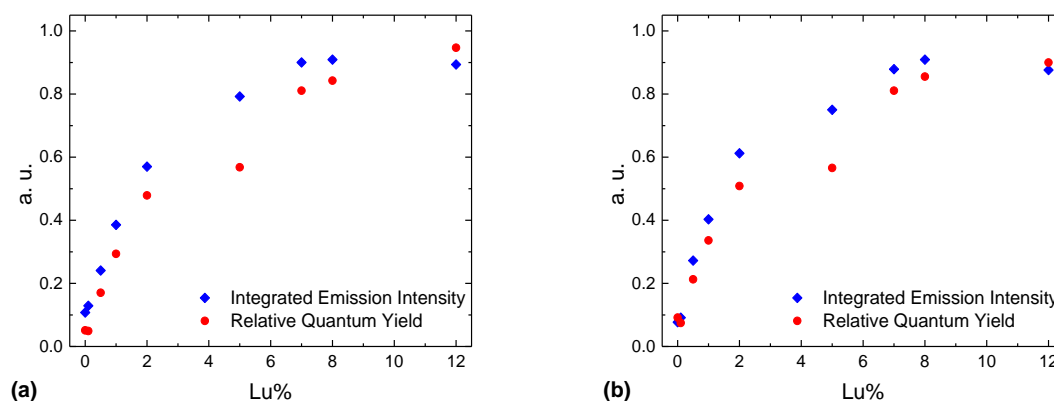 1.0
0.8
0.6
0.4
0.2
0.0
a. u.
0 2 4 6 8 10 12
Lu%
Integrated Emission Intensity
Relative Quantum Yield
(a)
1.0
0.8
0.6
0.4
0.2
0.0
a. u.
0 2 4 6 8 10 12
Lu%
Integrated Emission Intensity
Relative Quantum Yield
(b)